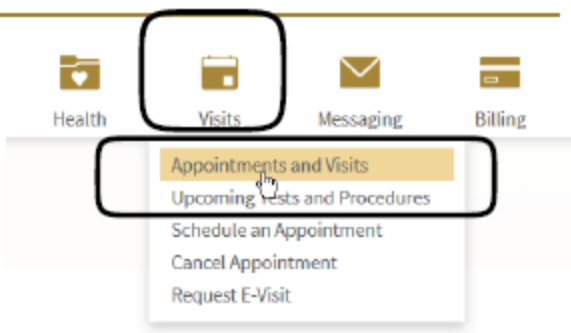 Health Visits Messaging Billing
Appointments and Visits
Upcoming Tests and Procedures
Schedule an Appointment
Cancel Appointment
Request E-Visit